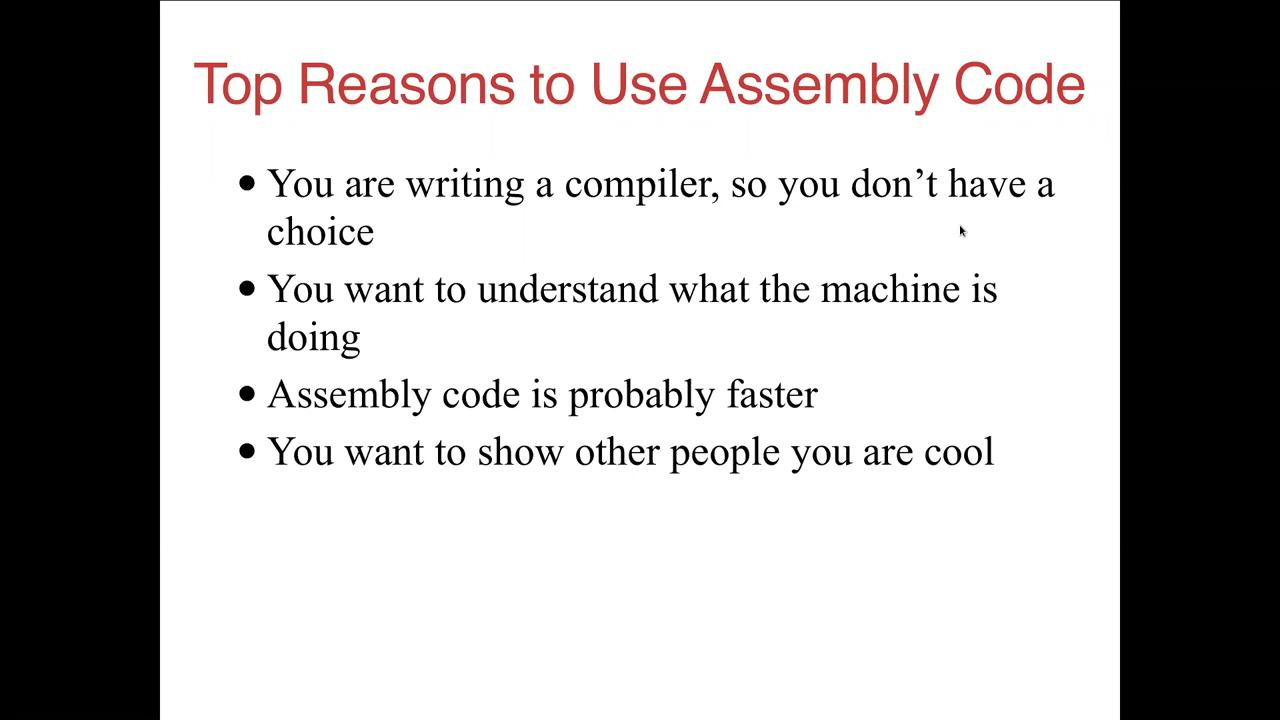 Top Reasons to Use Assembly Code
• You are writing a compiler, so you don’t have a
choice
• You want to understand what the machine is
doing
• Assembly code is probably faster
• You want to show other people you are cool